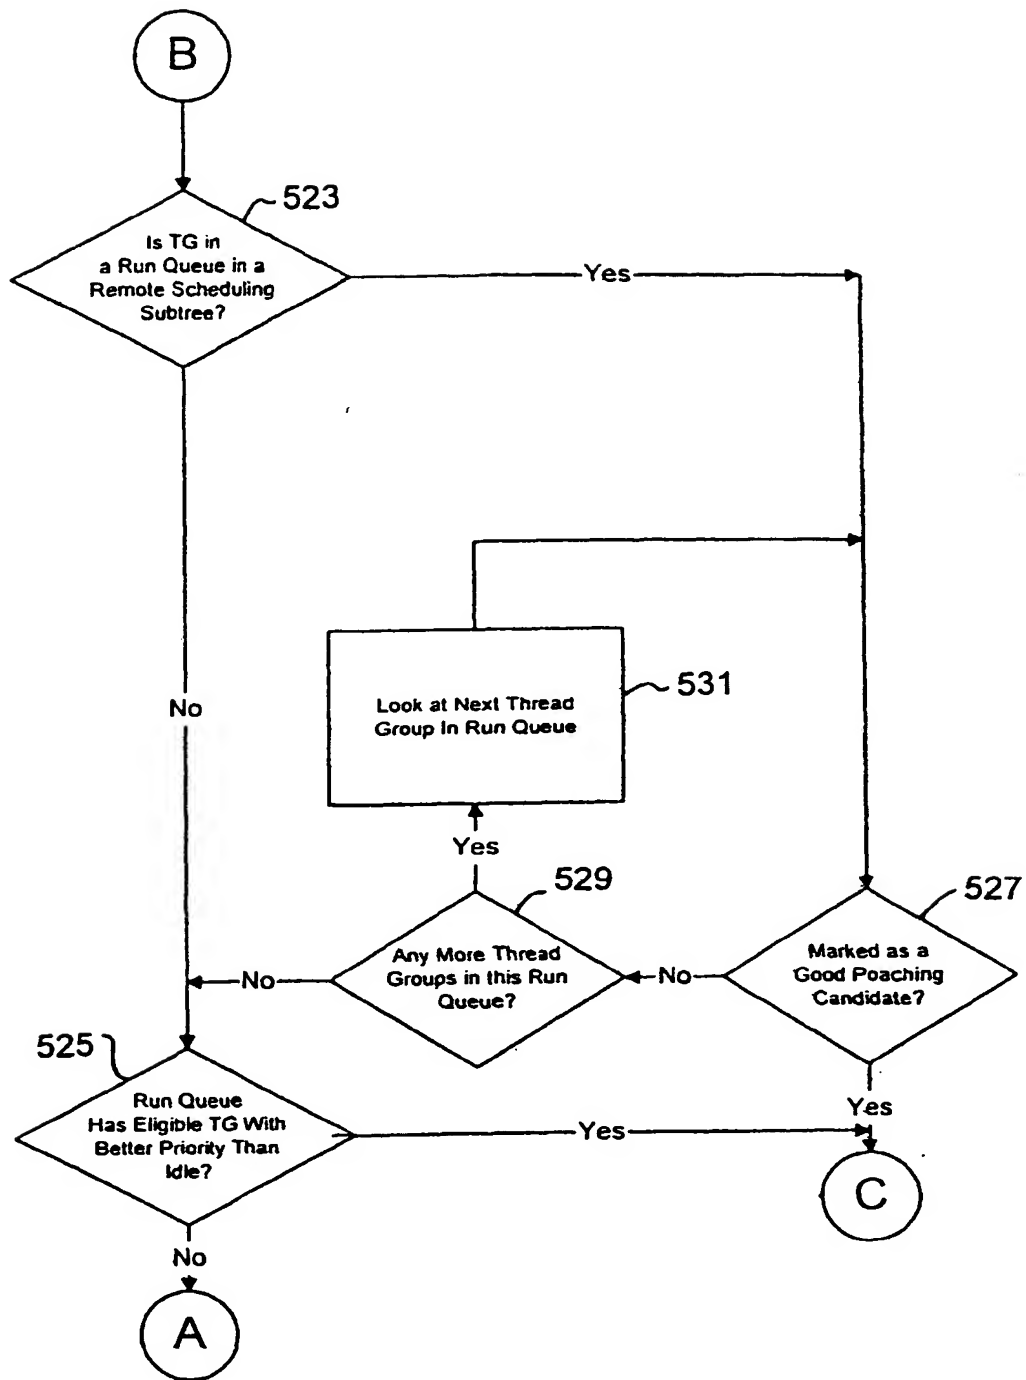 B
523
Is TG in
a Run Queue in a
Remote Scheduling
Subtree?
Yes
No
531
Look at Next Thread
Group In Run Queue
Yes
529
527
Any More Thread
Groups in this Run
Queue?
No
No
Marked as a
Good Poaching
Candidate?
525
Run Queue
Has Eligible TG With
Better Priority Than
Idle?
Yes
Yes
C
No
A